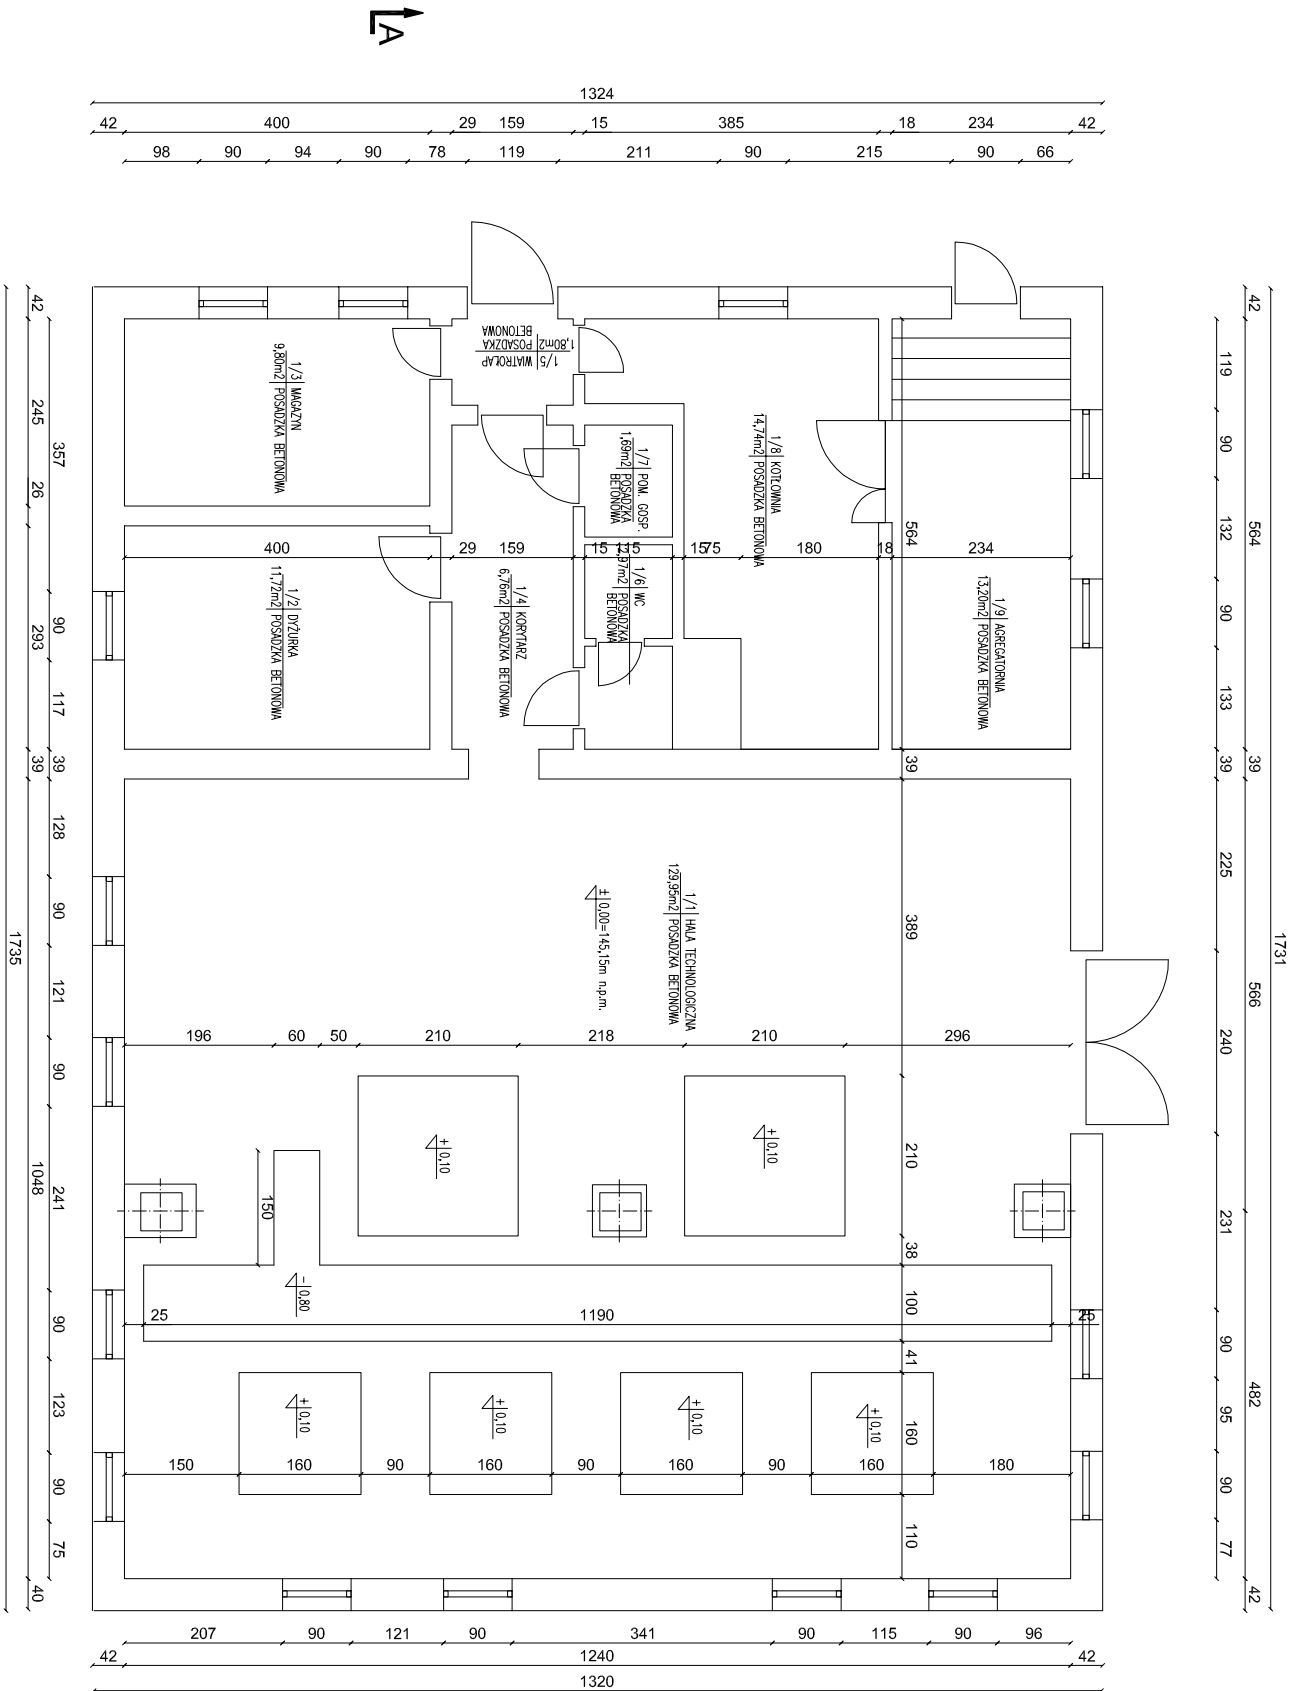 A
1324
42 400 29 159 15 385 18 234 42
98 90 94 90 78 119 211 90 215 90 66
1/5 WIATROŁAP
1,80m2 POSADZKA
BETONOWA
1/3 MAGAZYN
9,80m2 POSADZKA BETONOWA
1/7 POM. GOSP.
1,69m2 POSADZKA
BETONOWA
1/8 KOTŁOWNIA
14,74m2 POSADZKA BETONOWA
400 29 159 15 115 15 75 180 18 234
1/2 DYŻURKA
11,72m2 POSADZKA BETONOWA
1/4 KORYTARZ
6,76m2 POSADZKA BETONOWA
1/6 WC
POSADZKA
BETONOWA
1/9 AGREGATORNIA
13,20m2 POSADZKA BETONOWA
1/1 HALA TECHNOLOGICZNA
129,95m2 POSADZKA BETONOWA
± 0,00=145,15m n.p.m.
196 60 50 210 218 210 296
+ 0,10
+ 0,10
150
- 0,80
25 1190 25
+ 0,10
+ 0,10
+ 0,10
+ 0,10
150 160 90 160 90 160 90 160 180
564 39 389 210 38 100 41 160 110
357 90 117 39 128 90 121 90 241 90 123 90 75
42 245 26 293 39 1048 40
1735
119 90 132 90 133 39 225 240 231 90 95 90 77
42 564 39 566 482 42
1731
207 90 121 90 341 90 115 90 96
42 1240 42
1320